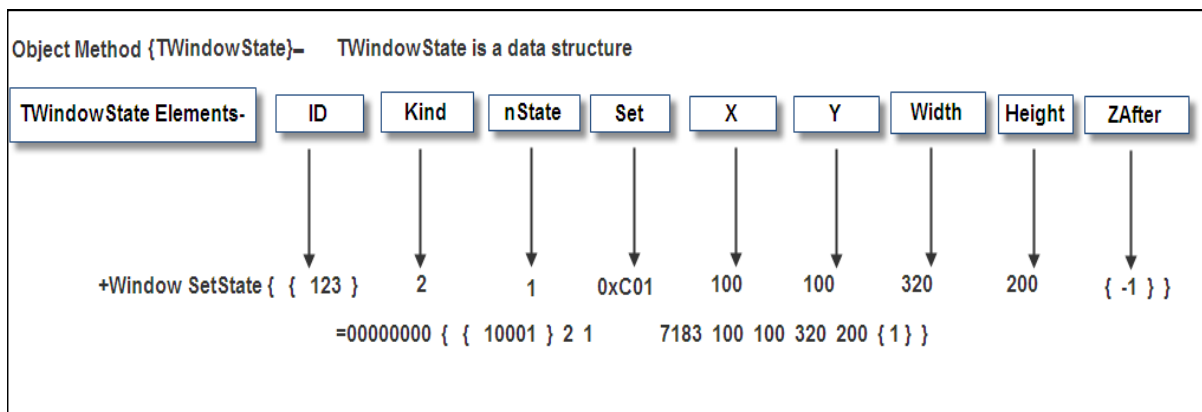 Object Method {TWindowState}– TWindowState is a data structure
TWindowState Elements- ID Kind nState Set X Y Width Height ZAfter
+Window SetState { { 123 } 2 1 0xC01 100 100 320 200 { -1 } }
=00000000 { { 10001 } 2 1 7183 100 100 320 200 { 1 } }